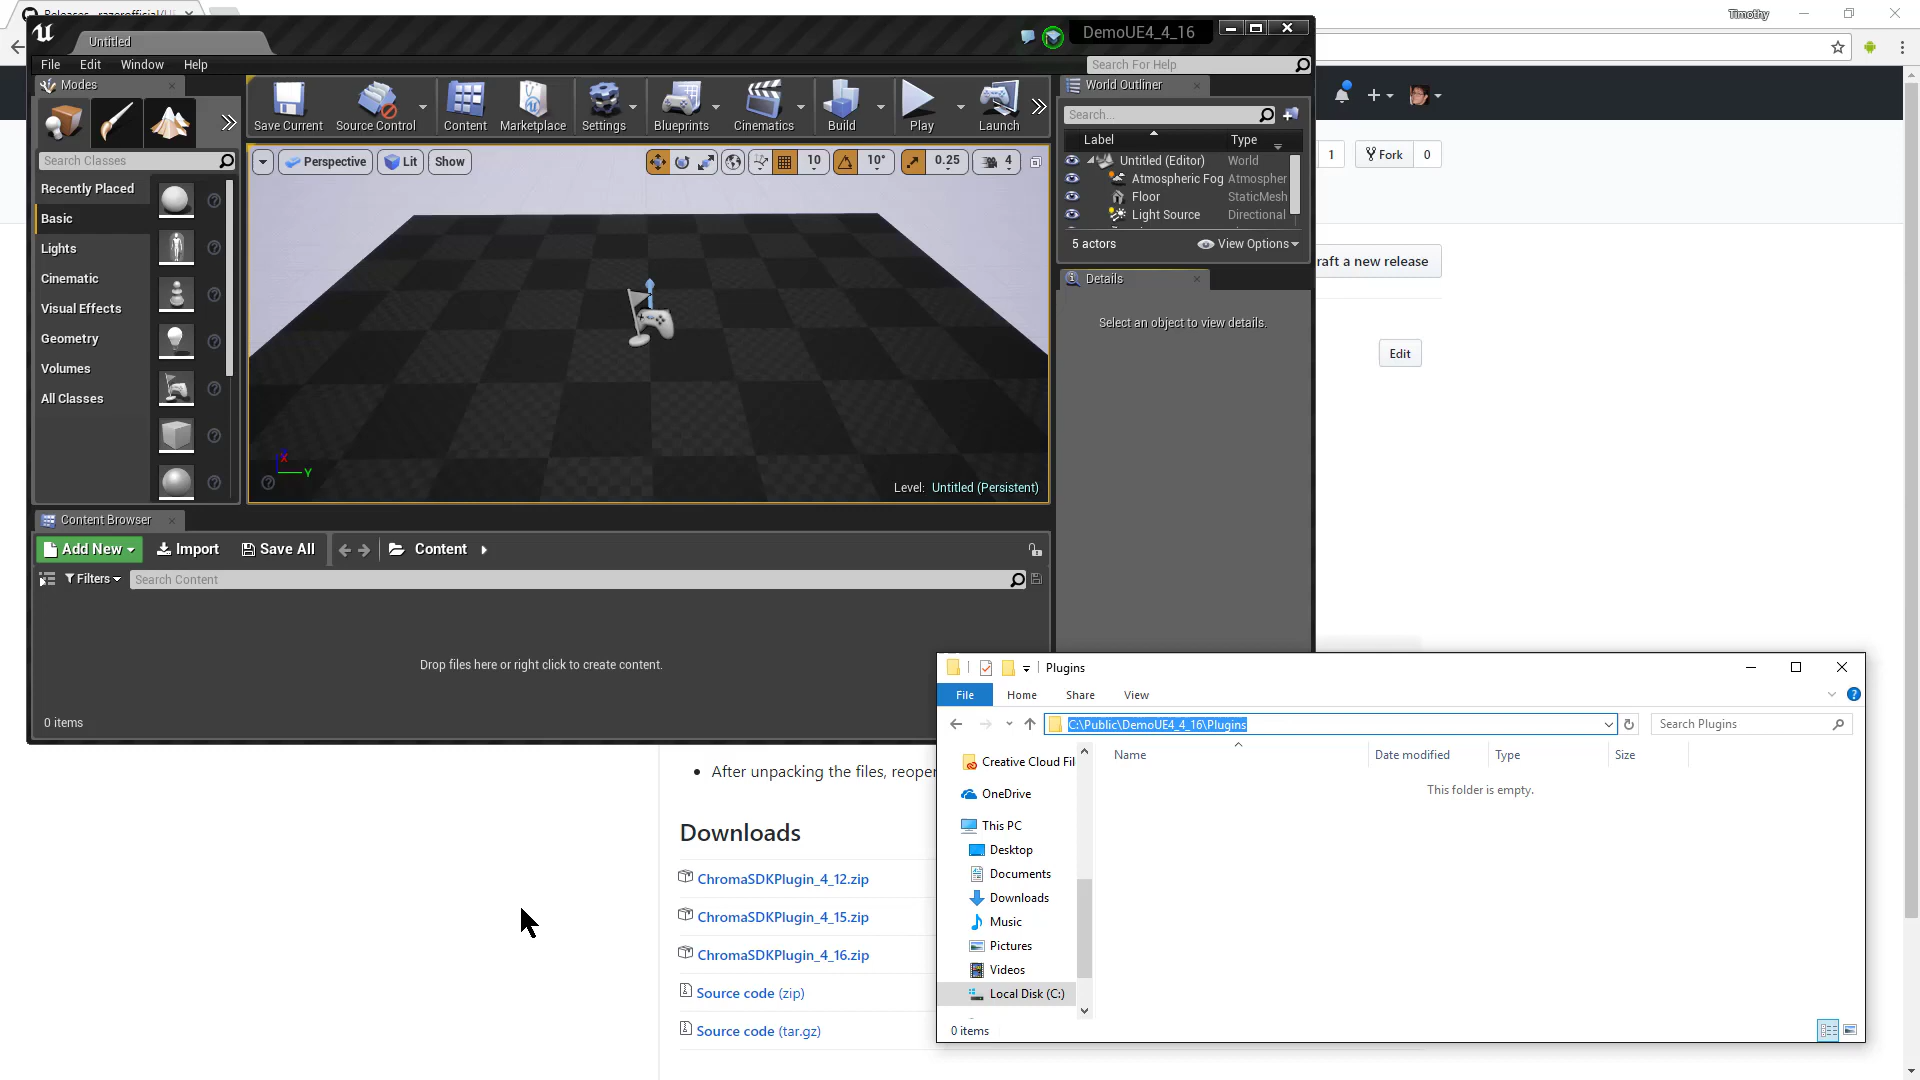 Timothy
DemoUE4_4_16
Untitled
File Edit Window Help
Search For Help
Modes
World Outliner
Save Current
Source Control
Content
Marketplace
Settings
Blueprints
Cinematics
Build
Play
Launch
Search...
Label Type
Search Classes
Perspective Lit Show
10 10° 0.25 4
Untitled (Editor) World
Atmospheric Fog Atmospher
Floor StaticMesh
Light Source Directional
5 actors View Options
1 Fork 0
raft a new release
Edit
Recently Placed
Basic
Lights
Cinematic
Visual Effects
Geometry
Volumes
All Classes
Details
Select an object to view details.
X
Y
Level: Untitled (Persistent)
Content Browser
Add New Import Save All Content
Filters Search Content
Drop files here or right click to create content.
0 items
Plugins
File Home Share View
C:\Public\DemoUE4_4_16\Plugins
Search Plugins
Name Date modified Type Size
This folder is empty.
Creative Cloud Fil
OneDrive
This PC
Desktop
Documents
Downloads
Music
Pictures
Videos
Local Disk (C:)
0 items
After unpacking the files, reoper
Downloads
ChromaSDKPlugin_4_12.zip
ChromaSDKPlugin_4_15.zip
ChromaSDKPlugin_4_16.zip
Source code (zip)
Source code (tar.gz)